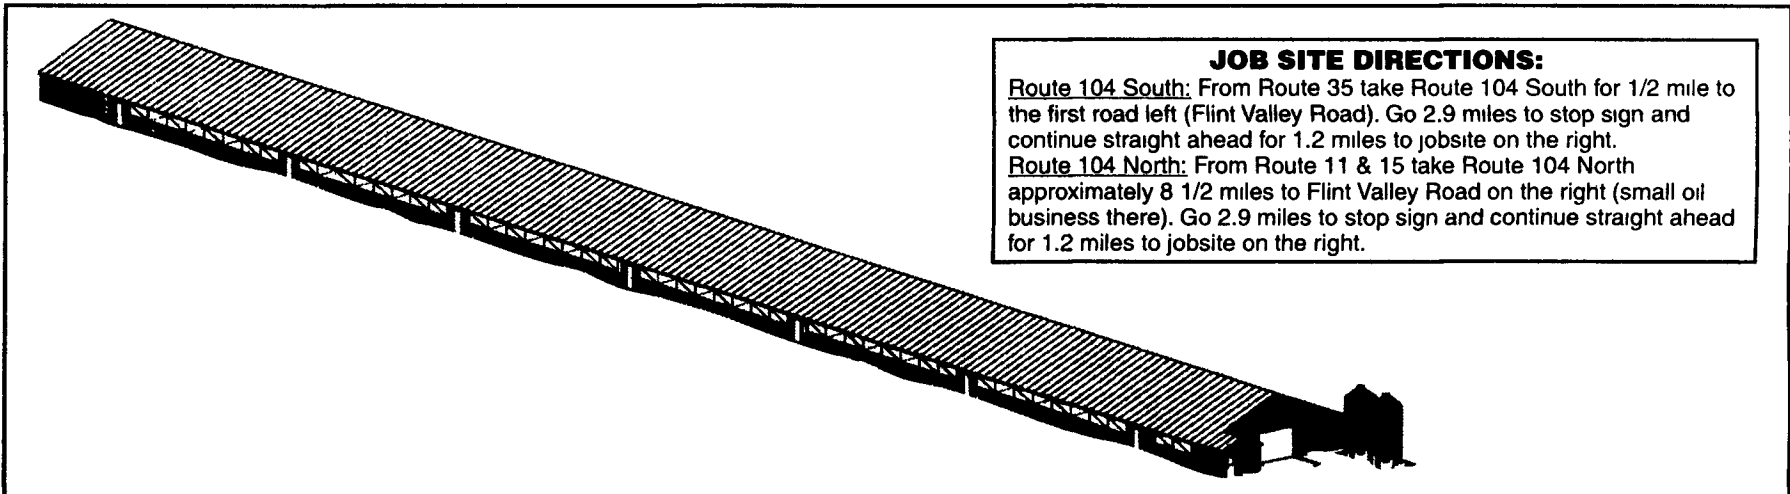 JOB SITE DIRECTIONS:
Route 104 South: From Route 35 take Route 104 South for 1/2 mile to
the first road left (Flint Valley Road). Go 2.9 miles to stop sign and
continue straight ahead for 1.2 miles to jobsite on the right.
Route 104 North: From Route 11 & 15 take Route 104 North
approximately 8 1/2 miles to Flint Valley Road on the right (small oil
business there). Go 2.9 miles to stop sign and continue straight ahead
for 1.2 miles to jobsite on the right.